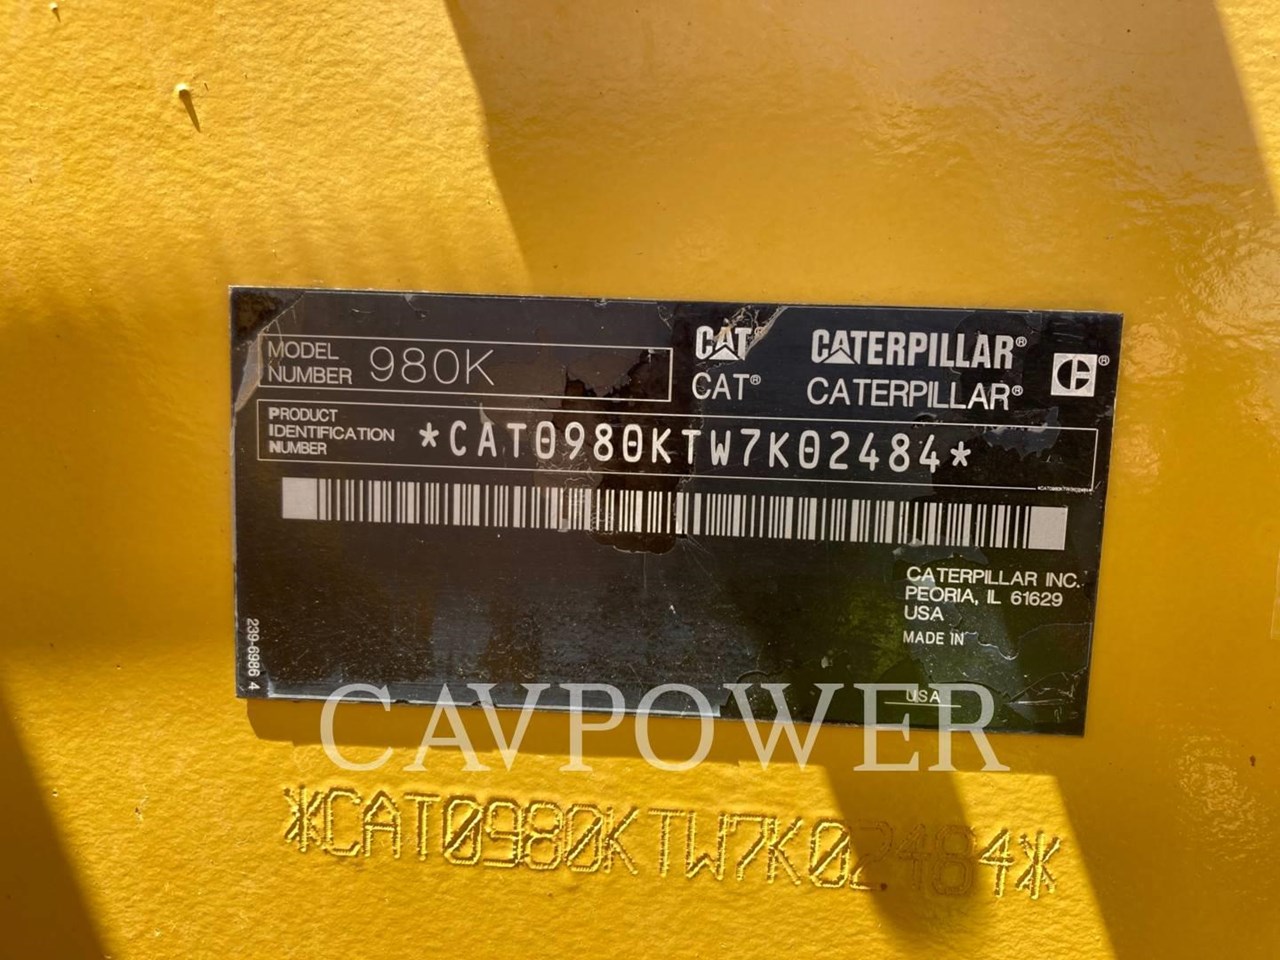 MODEL
NUMBER
980K
CAT®
CATERPILLAR®
CAT®
CATERPILLAR®
PRODUCT
IDENTIFICATION
NUMBER
*CAT0980KTW7K02484*
*CAT0980KTW7K02484*
CATERPILLAR INC.
PEORIA, IL 61629
USA
MADE IN
USA
239-6986 4
CAVPOWER
*CAT0980KTW7K02484*